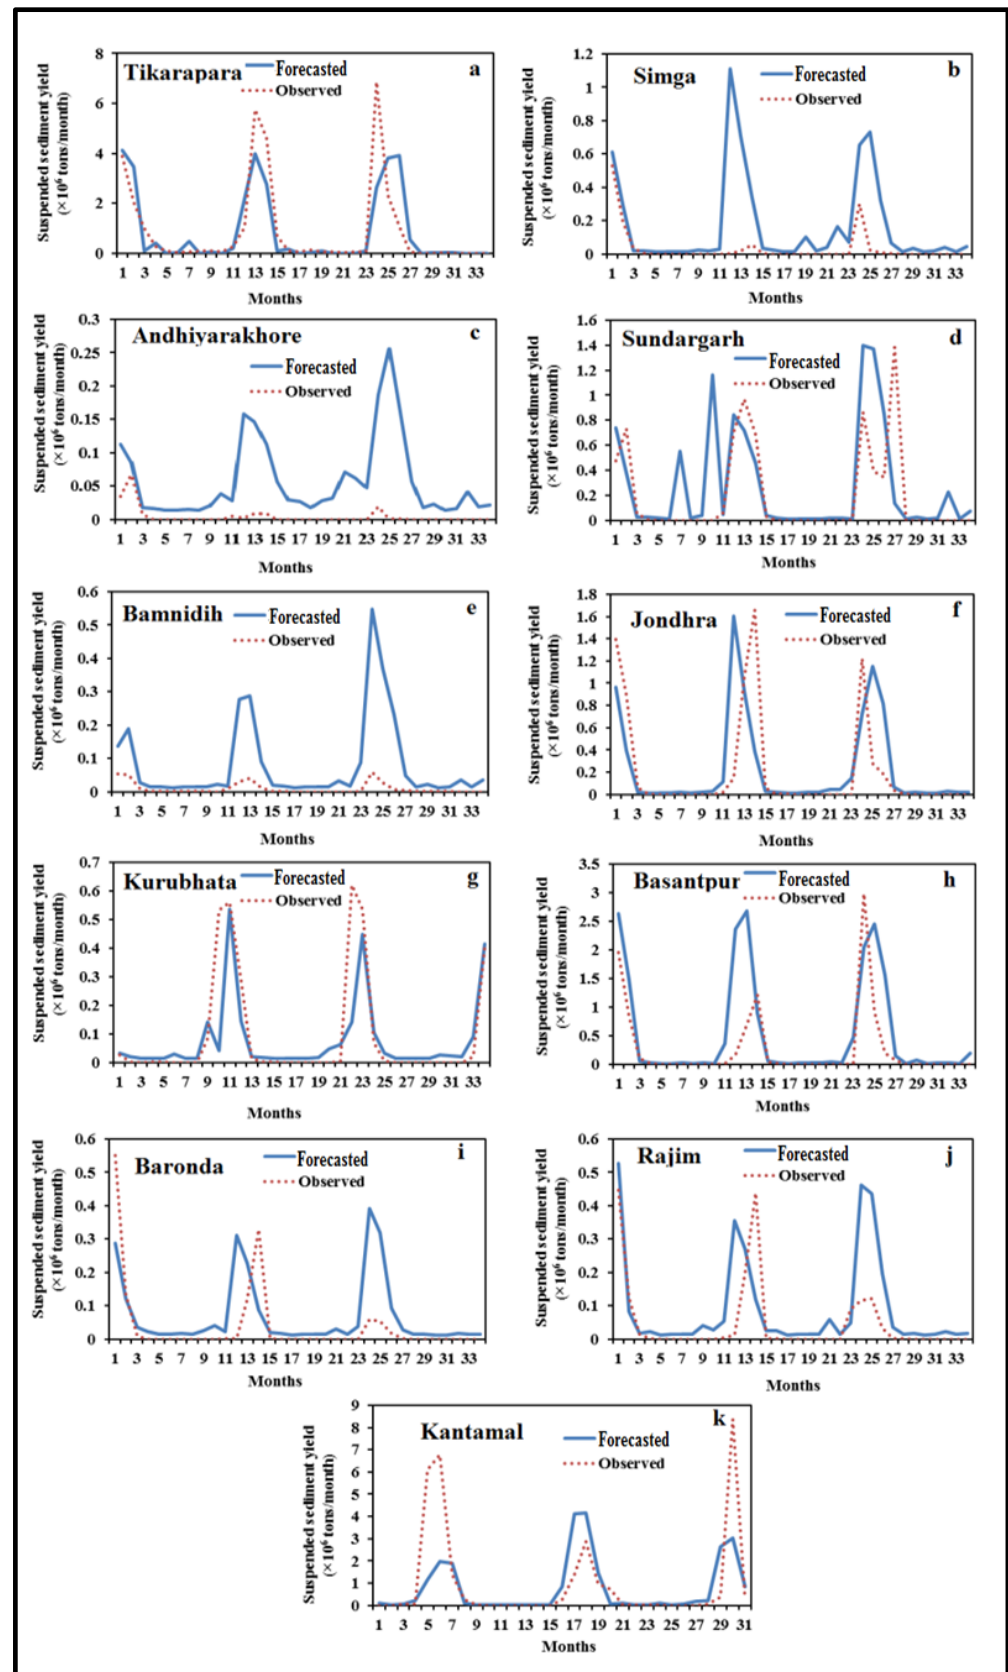 Tikarapara
Forecasted
Observed
a
Suspended sediment yield
(×10⁶ tons/month)
8
6
4
2
0
1 3 5 7 9 11 13 15 17 19 21 23 25 27 29 31 33
Months
Simga
Forecasted
Observed
b
Suspended sediment yield
(×10⁶ tons/month)
1.2
1
0.8
0.6
0.4
0.2
0
1 3 5 7 9 11 13 15 17 19 21 23 25 27 29 31 33
Months
Andhiyarakhore
Forecasted
Observed
c
Suspended sediment yield
(×10⁶ tons/month)
0.3
0.25
0.2
0.15
0.1
0.05
0
1 3 5 7 9 11 13 15 17 19 21 23 25 27 29 31 33
Months
Sundargarh
Forecasted
Observed
d
Suspended sediment yield
(×10⁶ tons/month)
1.6
1.4
1.2
1
0.8
0.6
0.4
0.2
0
1 3 5 7 9 11 13 15 17 19 21 23 25 27 29 31 33
Months
Bamnidih
Forecasted
Observed
e
Suspended sediment yield
(×10⁶ tons/month)
0.6
0.5
0.4
0.3
0.2
0.1
0
1 3 5 7 9 11 13 15 17 19 21 23 25 27 29 31 33
Months
Jondhra
Forecasted
Observed
f
Suspended sediment yield
(×10⁶ tons/month)
1.8
1.6
1.4
1.2
1
0.8
0.6
0.4
0.2
0
1 3 5 7 9 11 13 15 17 19 21 23 25 27 29 31 33
Months
Kurubhata
Forecasted
Observed
g
Suspended sediment yield
(×10⁶ tons/month)
0.7
0.6
0.5
0.4
0.3
0.2
0.1
0
1 3 5 7 9 11 13 15 17 19 21 23 25 27 29 31 33
Months
Basantpur
Forecasted
Observed
h
Suspended sediment yield
(×10⁶ tons/month)
3.5
3
2.5
2
1.5
1
0.5
0
1 3 5 7 9 11 13 15 17 19 21 23 25 27 29 31 33
Months
Baronda
Forecasted
Observed
i
Suspended sediment yield
(×10⁶ tons/month)
0.6
0.5
0.4
0.3
0.2
0.1
0
1 3 5 7 9 11 13 15 17 19 21 23 25 27 29 31 33
Months
Rajim
Forecasted
Observed
j
Suspended sediment yield
(×10⁶ tons/month)
0.6
0.5
0.4
0.3
0.2
0.1
0
1 3 5 7 9 11 13 15 17 19 21 23 25 27 29 31 33
Months
Kantamal
Forecasted
Observed
k
Suspended sediment yield
(×10⁶ tons/month)
9
8
7
6
5
4
3
2
1
0
1 3 5 7 9 11 13 15 17 19 21 23 25 27 29 31
Months